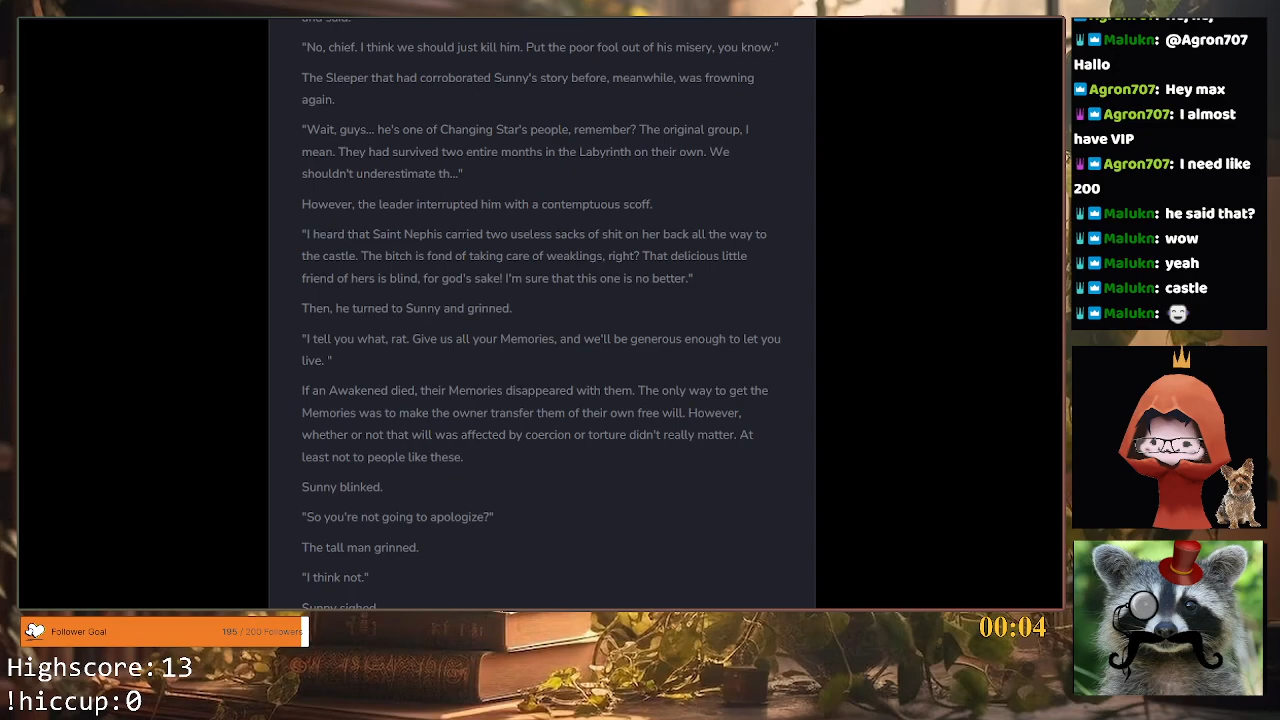 and said.
"No, chief. I think we should just kill him. Put the poor fool out of his misery, you know."
The Sleeper that had corroborated Sunny's story before, meanwhile, was frowning
again.
"Wait, guys... he's one of Changing Star's people, remember? The original group, I
mean. They had survived two entire months in the Labyrinth on their own. We
shouldn't underestimate th..."
However, the leader interrupted him with a contemptuous scoff.
"I heard that Saint Nephis carried two useless sacks of shit on her back all the way to
the castle. The bitch is fond of taking care of weaklings, right? That delicious little
friend of hers is blind, for god's sake! I'm sure that this one is no better."
Then, he turned to Sunny and grinned.
"I tell you what, rat. Give us all your Memories, and we'll be generous enough to let you
live. "
If an Awakened died, their Memories disappeared with them. The only way to get the
Memories was to make the owner transfer them of their own free will. However,
whether or not that will was affected by coercion or torture didn't really matter. At
least not to people like these.
Sunny blinked.
"So you're not going to apologize?"
The tall man grinned.
"I think not."
Sunny sighed.
Malukn: @Agron707
Hallo
Agron707: Hey max
Agron707: I almost
have VIP
Agron707: I need like
200
Malukn: he said that?
Malukn: wow
Malukn: yeah
Malukn: castle
Malukn:
Follower Goal
195 / 200 Followers
00:04
Highscore:13
!hiccup:0